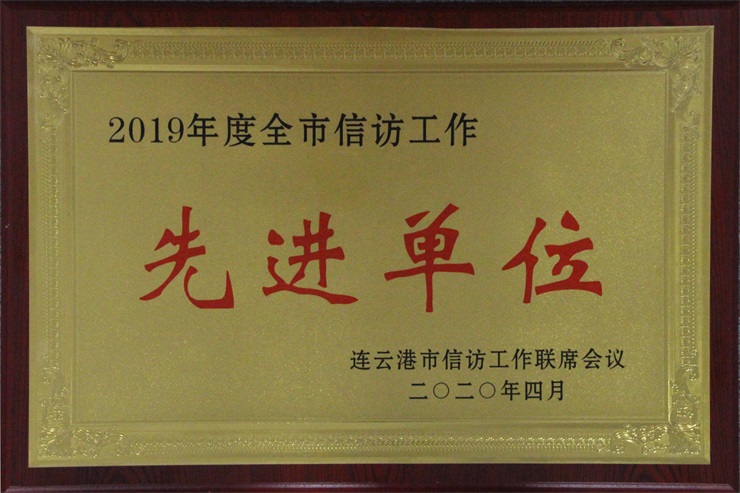 2019年度全市信访工作
先进单位
连云港市信访工作联席会议
二〇二〇年四月